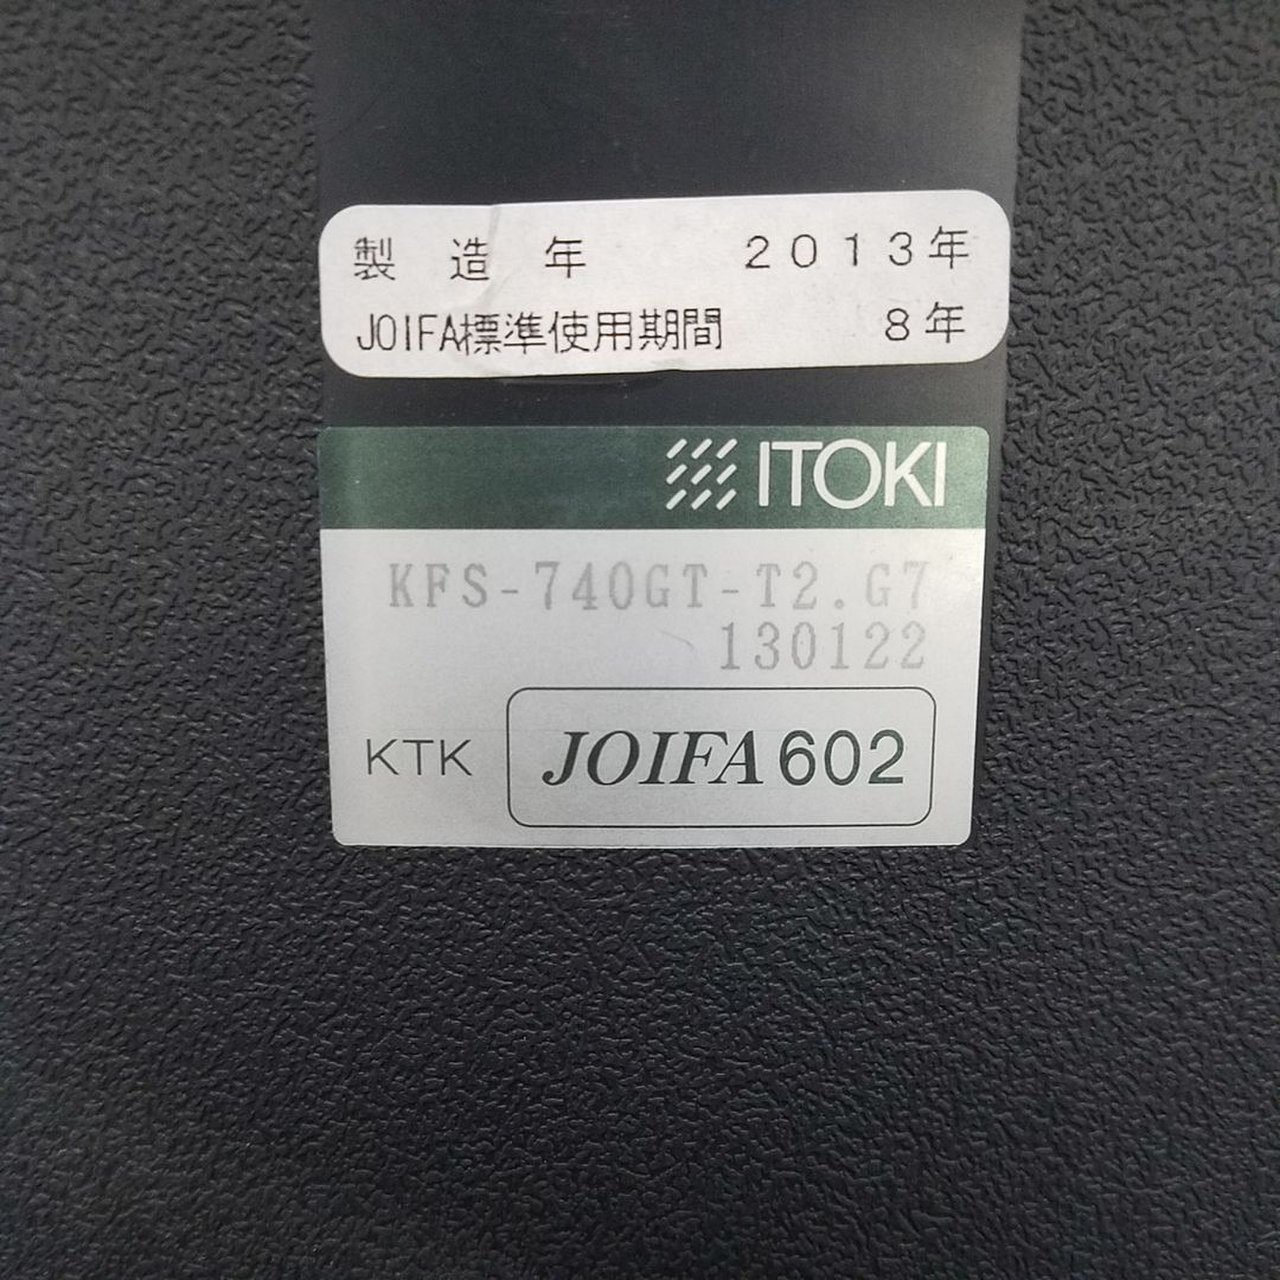 製造年 2013年
JOIFA標準使用期間 8年
ITOKI
KFS-740GT-T2.G7
130122
KTK JOIFA602